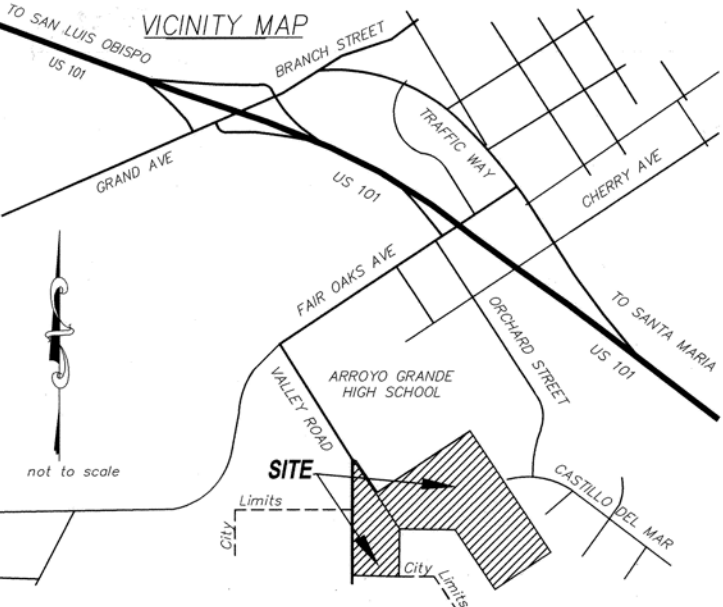 VICINITY MAP
TO SAN LUIS OBISPO
US 101
BRANCH STREET
TRAFFIC WAY
GRAND AVE
US 101
CHERRY AVE
FAIR OAKS AVE
ORCHARD STREET
TO SANTA MARIA
US 101
VALLEY ROAD
ARROYO GRANDE
HIGH SCHOOL
not to scale
SITE
CASTILLO DEL MAR
City Limits
City Limits